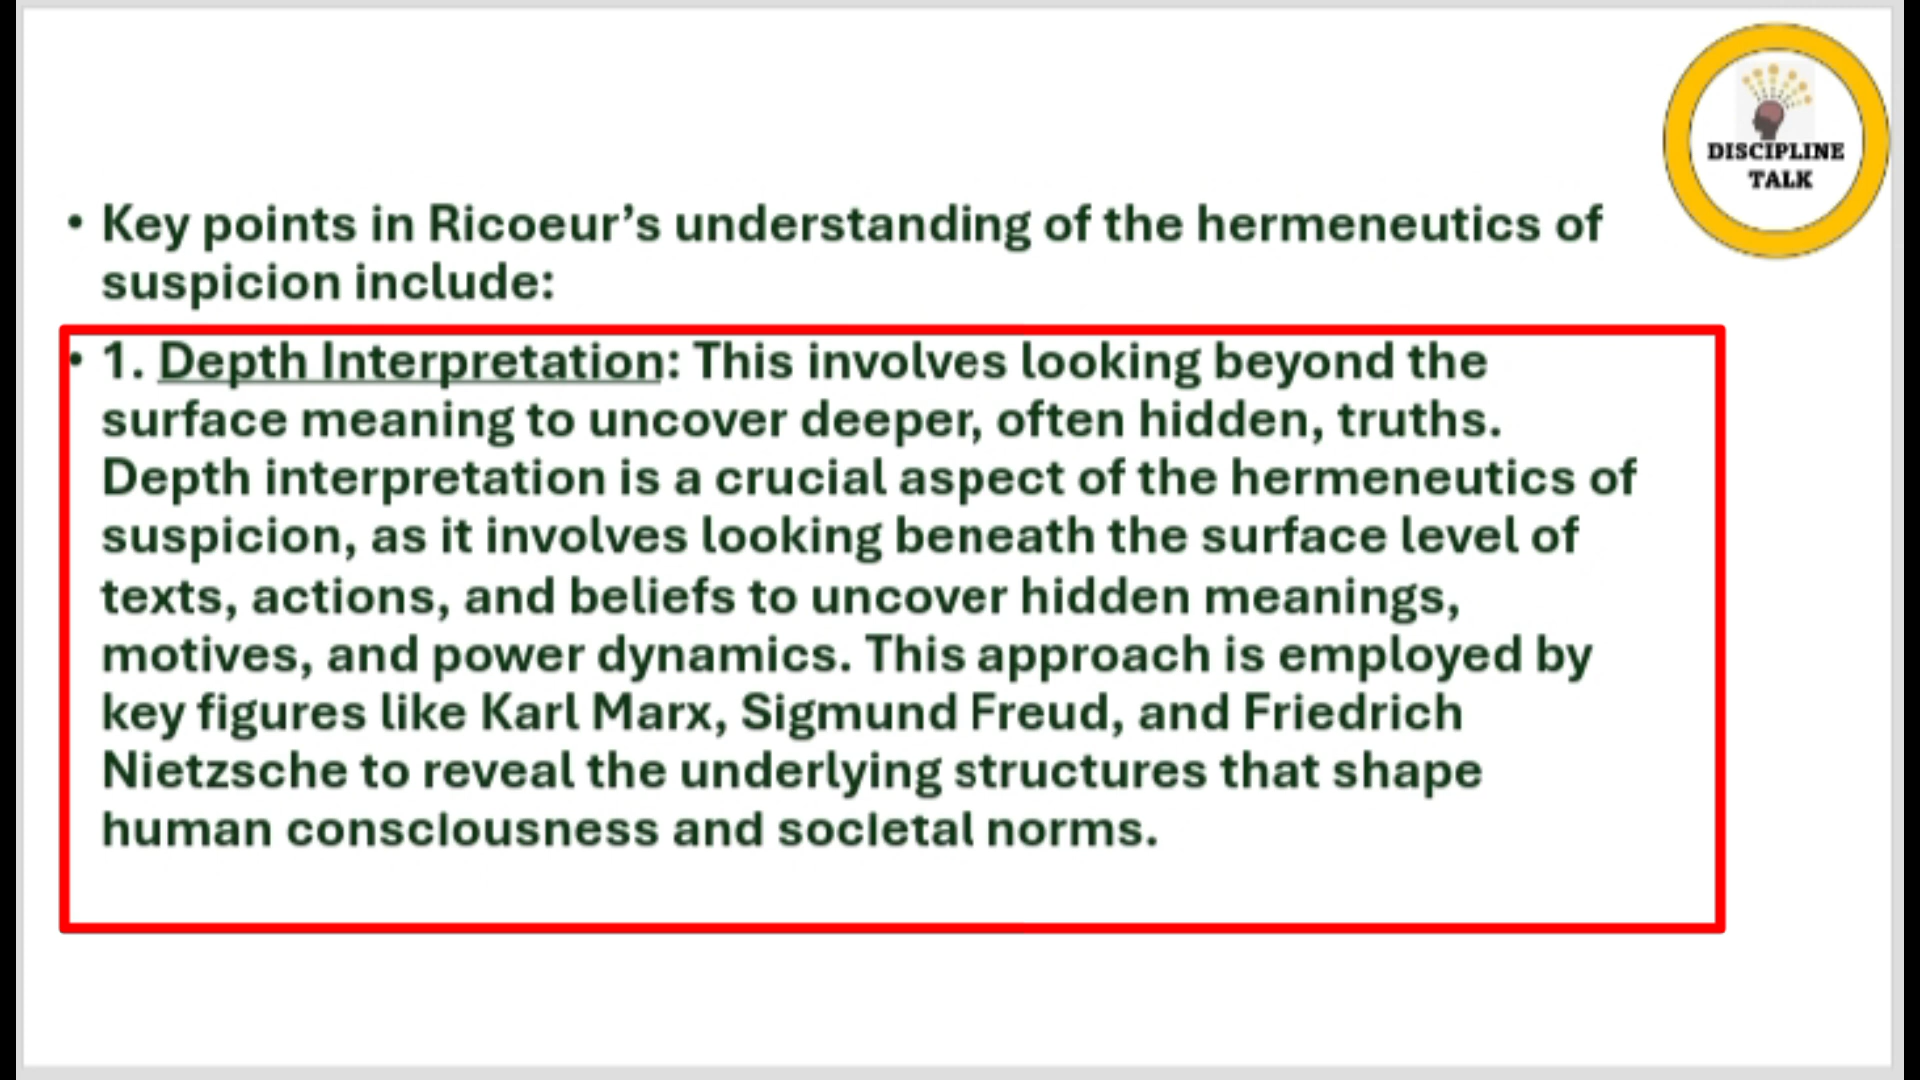 DISCIPLINE
TALK
• Key points in Ricoeur’s understanding of the hermeneutics of
suspicion include:
• 1. Depth Interpretation: This involves looking beyond the
surface meaning to uncover deeper, often hidden, truths.
Depth interpretation is a crucial aspect of the hermeneutics of
suspicion, as it involves looking beneath the surface level of
texts, actions, and beliefs to uncover hidden meanings,
motives, and power dynamics. This approach is employed by
key figures like Karl Marx, Sigmund Freud, and Friedrich
Nietzsche to reveal the underlying structures that shape
human consciousness and societal norms.